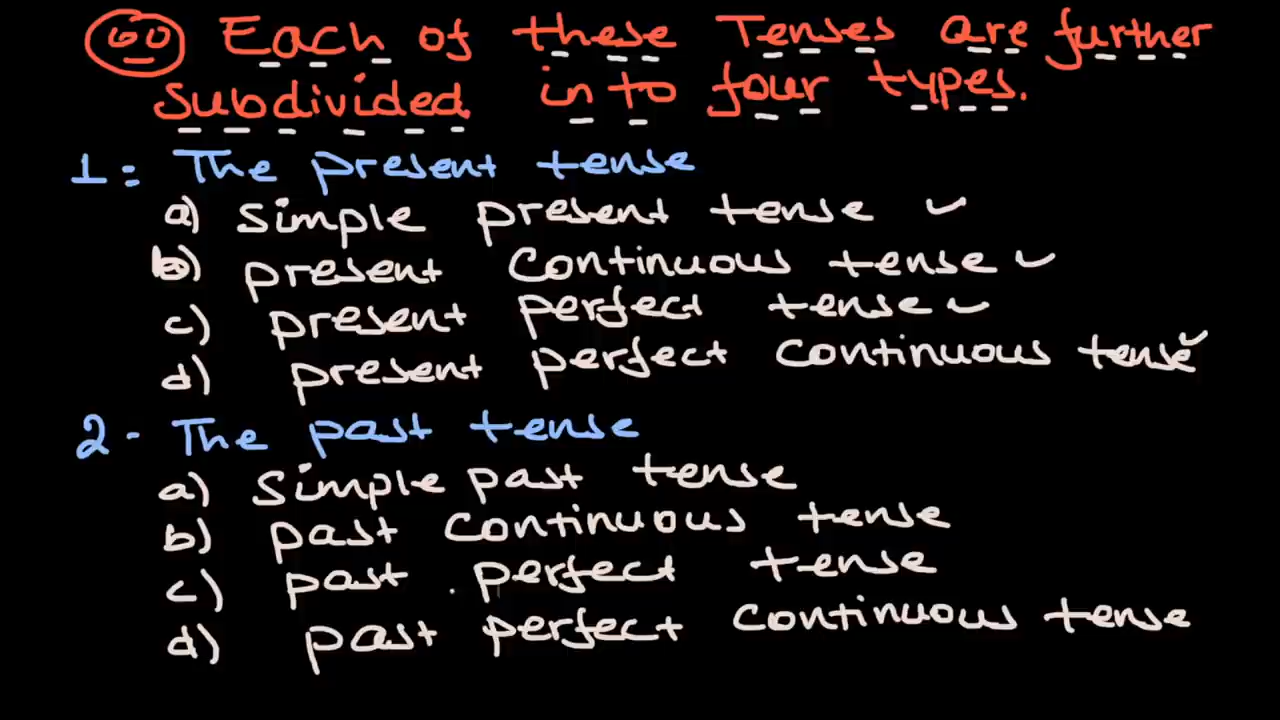 60 Each of these Tenses are further
subdivided into four types.
1: The present tense
a) simple present tense ✓
b) present continuous tense ✓
c) present perfect tense ✓
d) present perfect continuous tense ✓
2- The past tense
a) simple past tense
b) past continuous tense
c) past perfect tense
d) past perfect continuous tense